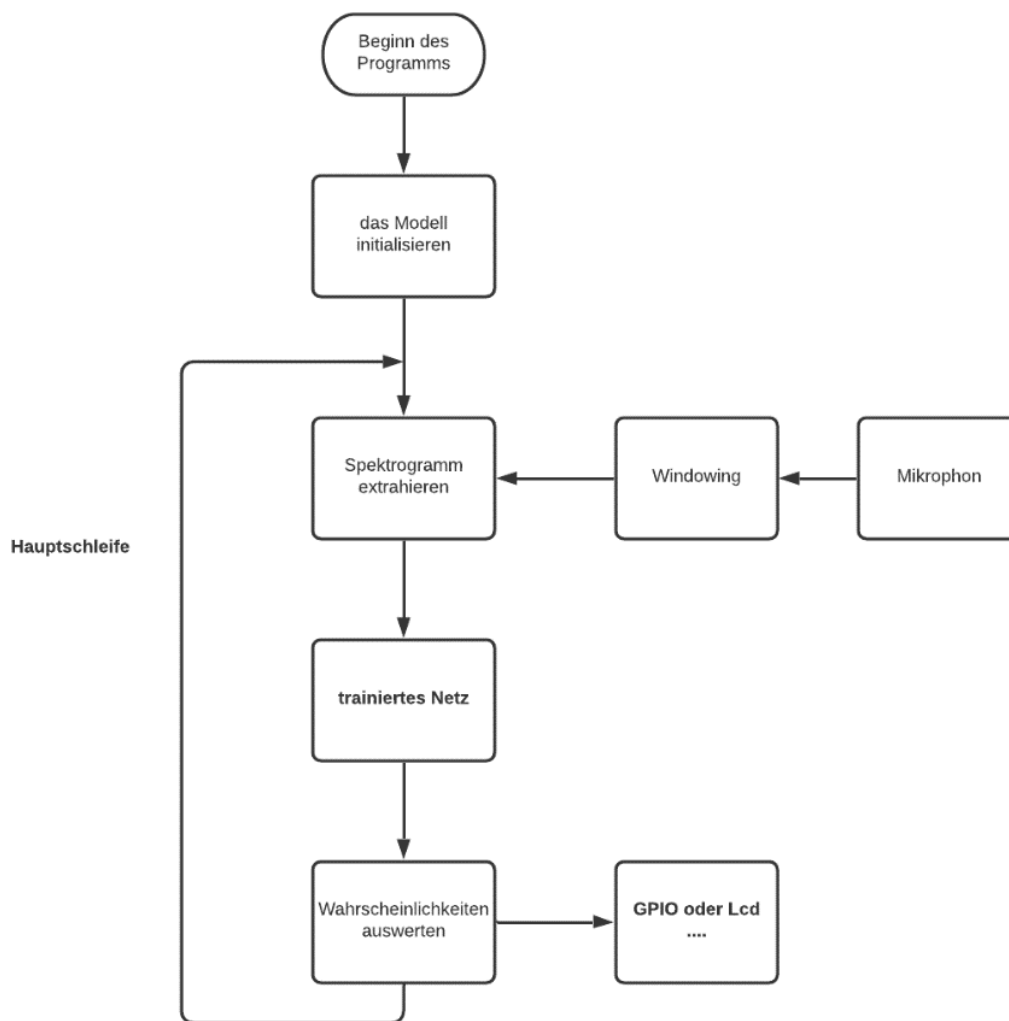 Beginn des
Programms
das Modell
initialisieren
Spektrogramm
extrahieren
Windowing
Mikrophon
Hauptschleife
trainiertes Netz
Wahrscheinlichkeiten
auswerten
GPIO oder Lcd
....